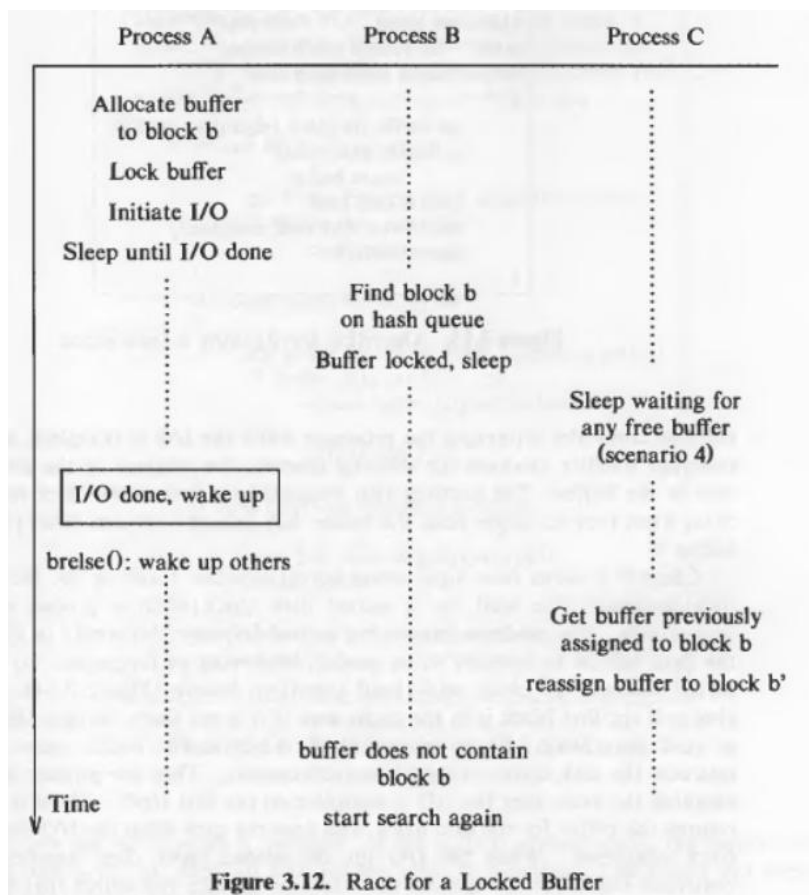 Process A Process B Process C
Allocate buffer
to block b
Lock buffer
Initiate I/O
Sleep until I/O done
Find block b
on hash queue
Buffer locked, sleep
Sleep waiting for
any free buffer
(scenario 4)
I/O done, wake up
brelse(): wake up others
Get buffer previously
assigned to block b
reassign buffer to block b'
buffer does not contain
block b
start search again
Time
Figure 3.12. Race for a Locked Buffer